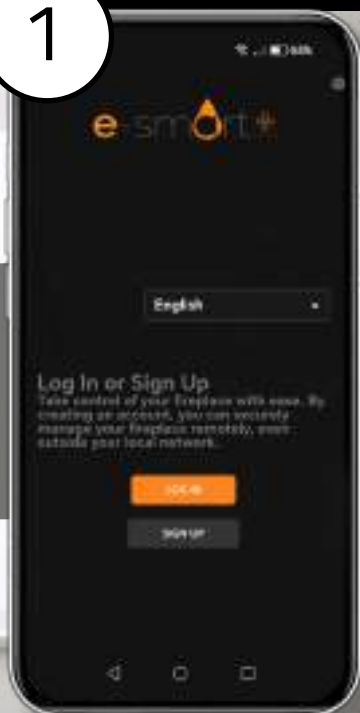 1
e-smart+
English
Log In or Sign Up
Take control of your fireplace with ease. By
creating an account, you can securely
manage your fireplace remotely, even
outside your local network.
LOG IN
SIGN UP